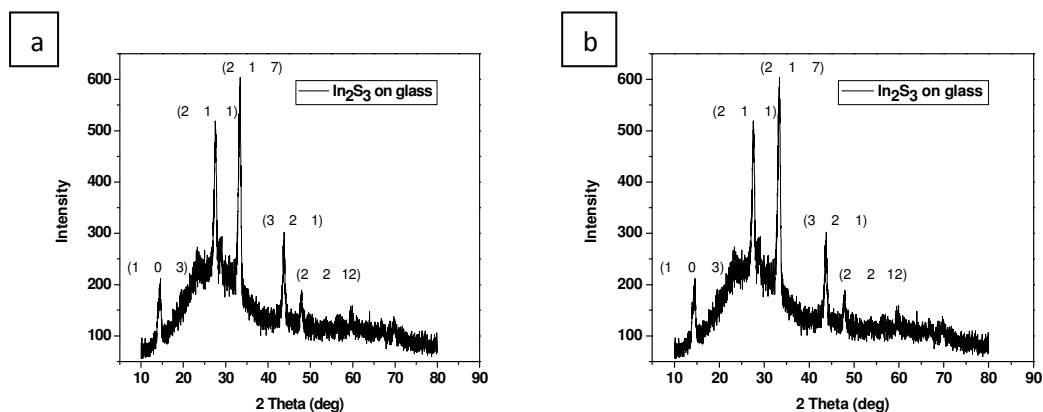 a
(2 1 7)
In2S3 on glass
(2 1 1)
(3 2 1)
(1 0 3)
(2 2 12)
600
500
400
300
200
100
Intensity
10 20 30 40 50 60 70 80 90
2 Theta (deg)
b
(2 1 7)
In2S3 on glass
(2 1 1)
(3 2 1)
(1 0 3)
(2 2 12)
600
500
400
300
200
100
Intensity
10 20 30 40 50 60 70 80 90
2 Theta (deg)